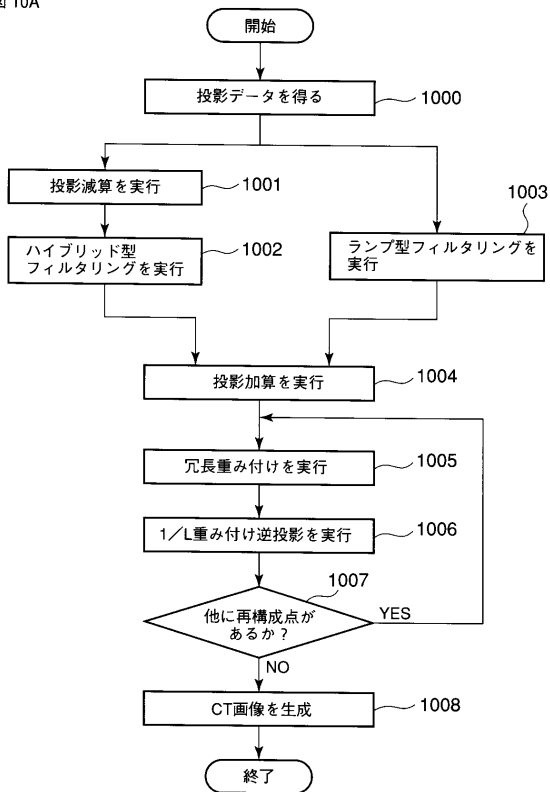 図 10A
開始
投影データを得る
1000
投影減算を実行
1001
1003
ハイブリッド型
フィルタリングを実行
1002
ランプ型フィルタリングを
実行
投影加算を実行
1004
冗長重み付けを実行
1005
1/L重み付け逆投影を実行
1006
1007
他に再構成点が
あるか?
YES
NO
CT画像を生成
1008
終了